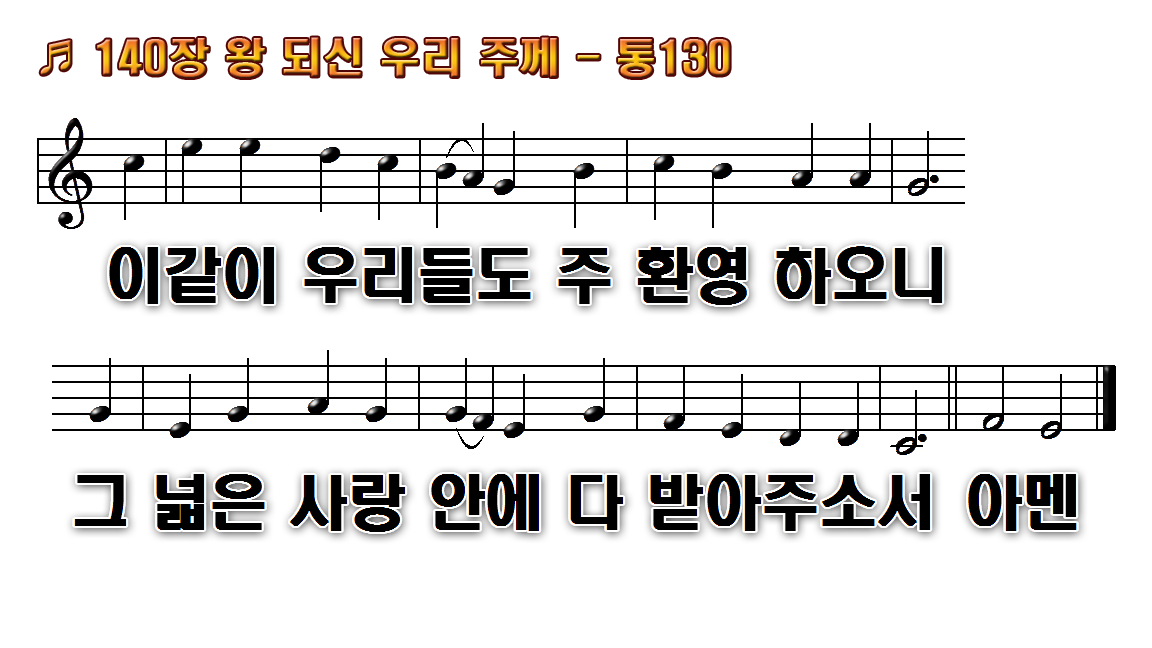 ♬ 140장 왕 되신 우리 주께 - 통130
이같이 우리들도 주 환영 하오니
그 넓은 사랑 안에 다 받아주소서 아멘